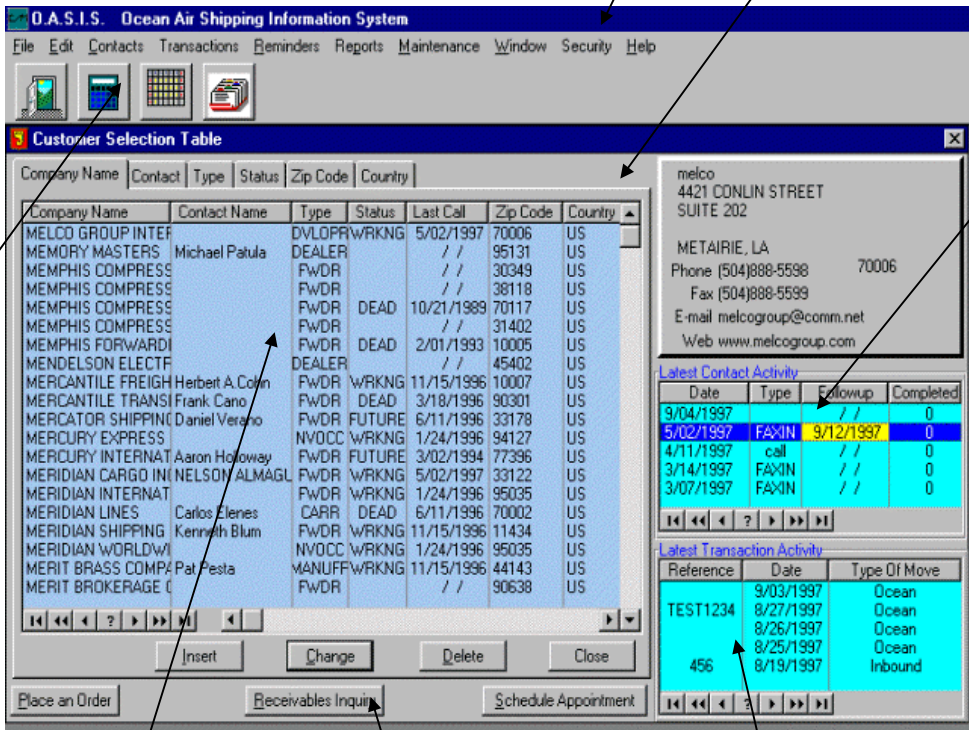 O.A.S.I.S. Ocean Air Shipping Information System
File Edit Contacts Transactions Reminders Reports Maintenance Window Security Help
Customer Selection Table
Company Name Contact Type Status Zip Code Country
Company Name Contact Name Type Status Last Call Zip Code Country
MELCO GROUP INTER DVLOPR WRKNG 5/02/1997 70006 US
MEMORY MASTERS Michael Patula DEALER / / 95131 US
MEMPHIS COMPRESS FWDR / / 30349 US
MEMPHIS COMPRESS FWDR / / 38118 US
MEMPHIS COMPRESS FWDR DEAD 10/21/1989 70117 US
MEMPHIS COMPRESS FWDR / / 31402 US
MEMPHIS FORWARDI FWDR DEAD 2/01/1993 10005 US
MENDELSON ELECTR DEALER / / 45402 US
MERCANTILE FREIGH Herbert A.Cohn FWDR WRKNG 11/15/1996 10007 US
MERCANTILE TRANSI Frank Cano FWDR DEAD 3/18/1996 90301 US
MERCATOR SHIPPING Daniel Verano FWDR FUTURE 6/11/1996 33178 US
MERCURY EXPRESS NVOCC WRKNG 1/24/1996 94127 US
MERCURY INTERNAT Aaron Holloway FWDR FUTURE 3/02/1994 77396 US
MERIDIAN CARGO IN NELSON ALMAGU FWDR WRKNG 5/02/1997 33122 US
MERIDIAN INTERNAT FWDR WRKNG 1/24/1996 95035 US
MERIDIAN LINES Carlos Elenes CARR DEAD 6/11/1996 70002 US
MERIDIAN SHIPPING Kenneth Blum FWDR WRKNG 11/15/1996 11434 US
MERIDIAN WORLDWI NVOCC WRKNG 1/24/1996 95035 US
MERIT BRASS COMPA Pat Pesta MANUFF WRKNG 11/15/1996 44143 US
MERIT BROKERAGE FWDR / / 90638 US
?
Insert Change Delete Close
Place an Order Receivables Inquiry Schedule Appointment
melco
4421 CONLIN STREET
SUITE 202
METAIRIE, LA
70006
Phone (504)888-5598
Fax (504)888-5599
E-mail melcogroup@comm.net
Web www.melcogroup.com
Latest Contact Activity
Date Type Followup Completed
9/04/1997 / / 0
5/02/1997 FAXIN 9/12/1997 0
4/11/1997 call / / 0
3/14/1997 FAXIN / / 0
3/07/1997 FAXIN / / 0
?
Latest Transaction Activity
Reference Date Type Of Move
9/03/1997 Ocean
TEST1234 8/27/1997 Ocean
8/26/1997 Ocean
8/25/1997 Ocean
456 8/19/1997 Inbound
?